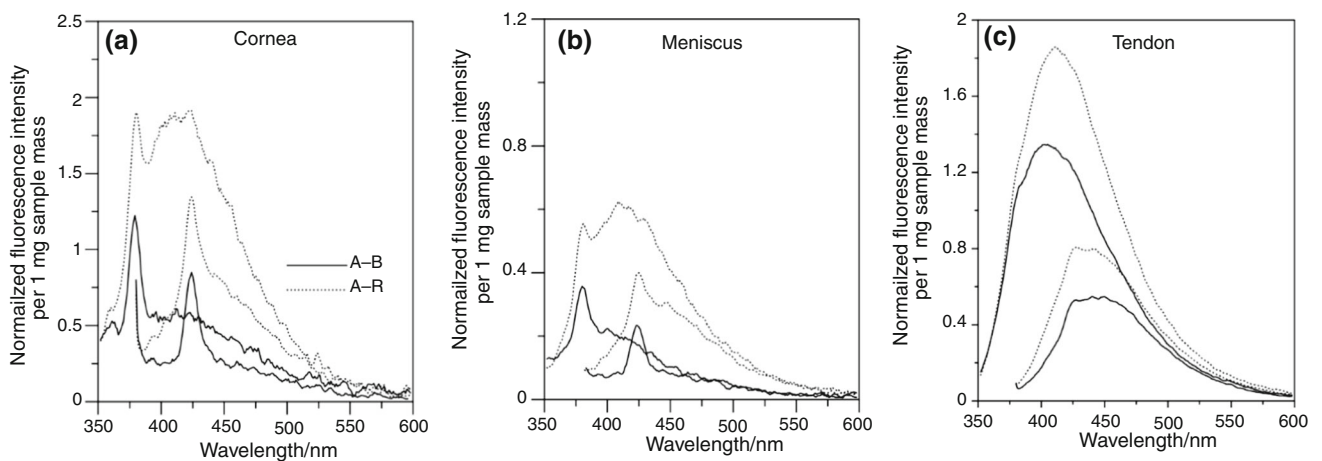 (a)
Cornea
Normailzed fluorescence intensity
per 1 mg sample mass
2.5
2
1.5
1
0.5
0
A–B
A–R
350
400
450
500
550
600
Wavelength/nm
(b)
Meniscus
Normailzed fluorescence intensity
per 1 mg sample mass
1.2
0.8
0.4
0
350
400
450
500
550
600
Wavelength/nm
(c)
Tendon
Normailzed fluorescence intensity
per 1 mg sample mass
2
1.6
1.2
0.8
0.4
0
350
400
450
500
550
600
Wavelength/nm